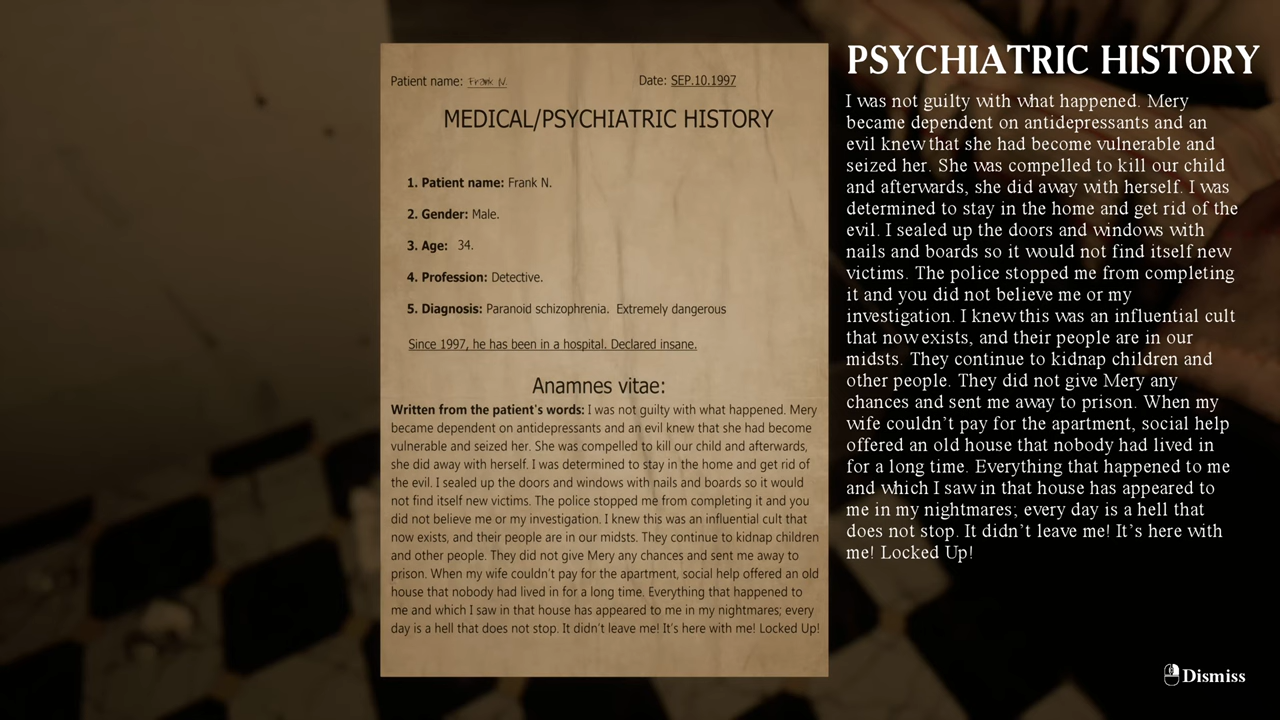 Patient name: Frank N.
Date: SEP.10.1997
MEDICAL/PSYCHIATRIC HISTORY
1. Patient name: Frank N.
2. Gender: Male.
3. Age: 34.
4. Profession: Detective.
5. Diagnosis: Paranoid schizophrenia. Extremely dangerous
Since 1997, he has been in a hospital. Declared insane.
Anamnes vitae:
Written from the patient's words: I was not guilty with what happened. Mery
became dependent on antidepressants and an evil knew that she had become
vulnerable and seized her. She was compelled to kill our child and afterwards,
she did away with herself. I was determined to stay in the home and get rid of
the evil. I sealed up the doors and windows with nails and boards so it would
not find itself new victims. The police stopped me from completing it and you
did not believe me or my investigation. I knew this was an influential cult that
now exists, and their people are in our midsts. They continue to kidnap children
and other people. They did not give Mery any chances and sent me away to
prison. When my wife couldn't pay for the apartment, social help offered an old
house that nobody had lived in for a long time. Everything that happened to
me and which I saw in that house has appeared to me in my nightmares; every
day is a hell that does not stop. It didn't leave me! It's here with me! Locked Up!
PSYCHIATRIC HISTORY
I was not guilty with what happened. Mery
became dependent on antidepressants and an
evil knew that she had become vulnerable and
seized her. She was compelled to kill our child
and afterwards, she did away with herself. I was
determined to stay in the home and get rid of the
evil. I sealed up the doors and windows with
nails and boards so it would not find itself new
victims. The police stopped me from completing
it and you did not believe me or my
investigation. I knew this was an influential cult
that now exists, and their people are in our
midsts. They continue to kidnap children and
other people. They did not give Mery any
chances and sent me away to prison. When my
wife couldn't pay for the apartment, social help
offered an old house that nobody had lived in
for a long time. Everything that happened to me
and which I saw in that house has appeared to
me in my nightmares; every day is a hell that
does not stop. It didn't leave me! It's here with
me! Locked Up!
Dismiss